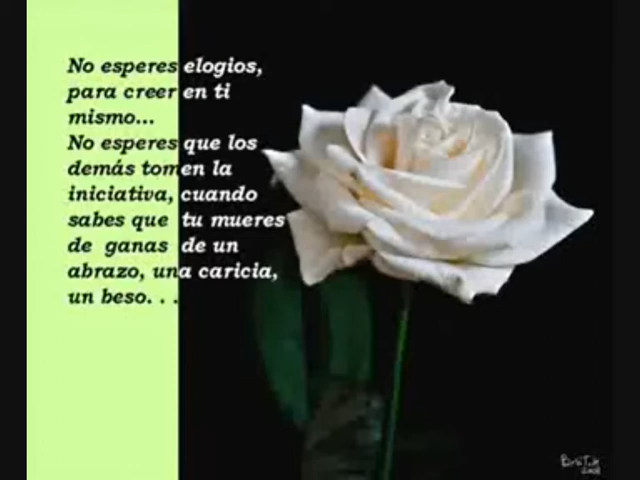 No esperes elogios,
para creer en ti
mismo...
No esperes que los
demás tomen la
iniciativa, cuando
sabes que tu mueres
de ganas de un
abrazo, una caricia,
un beso. . .